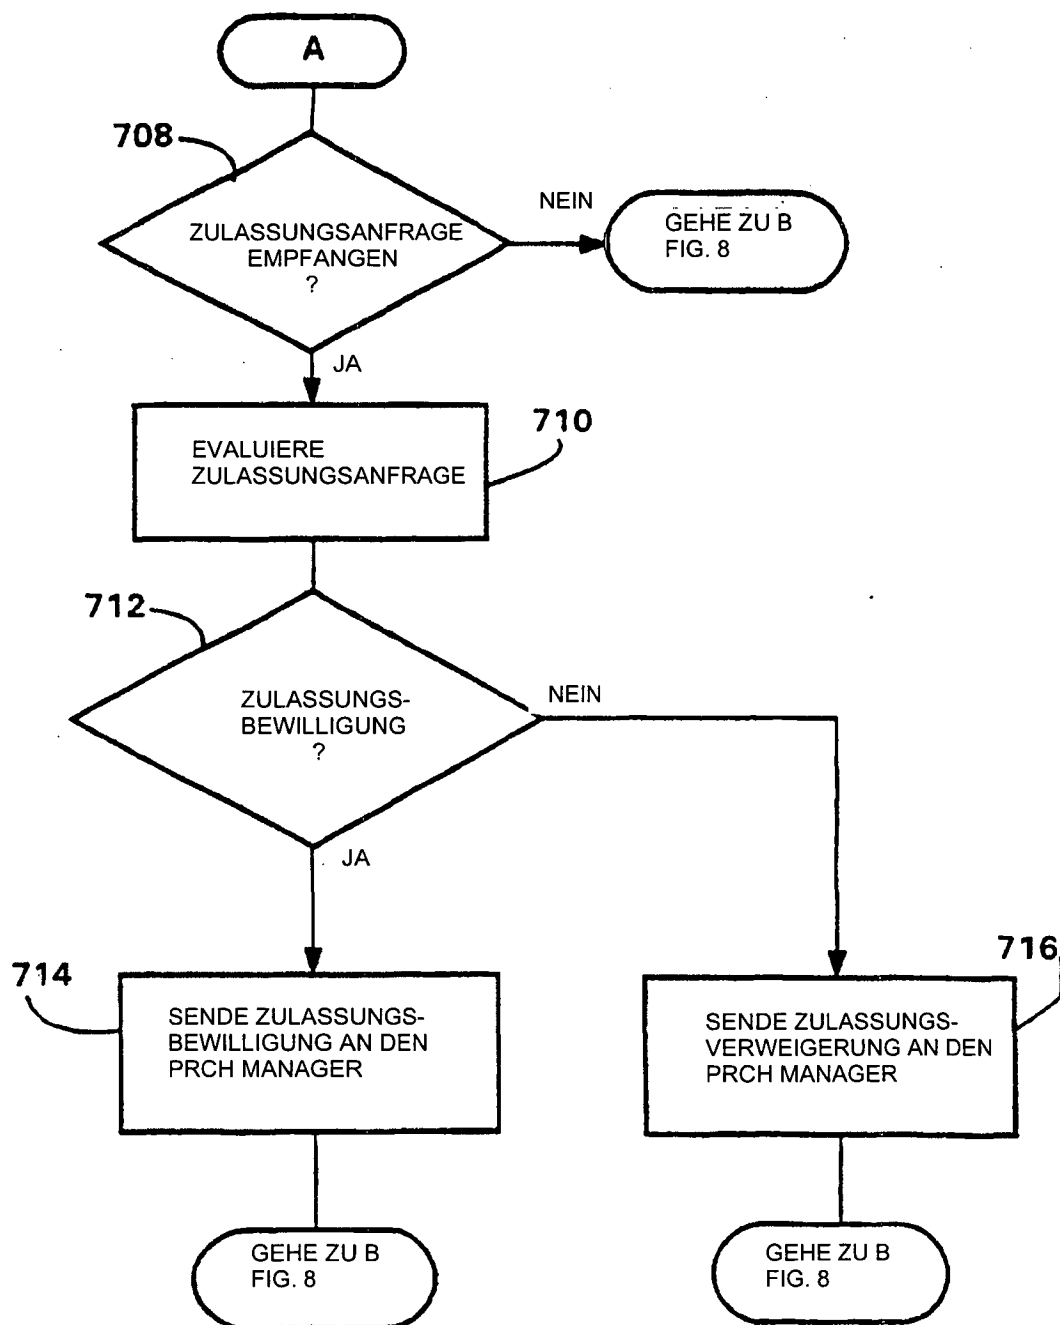 A
708
ZULASSUNGSANFRAGE
EMPFANGEN
?
NEIN
GEHE ZU B
FIG. 8
JA
710
EVALUIERE
ZULASSUNGSANFRAGE
712
ZULASSUNGS-
BEWILLIGUNG
?
NEIN
JA
714
SENDE ZULASSUNGS-
BEWILLIGUNG AN DEN
PRCH MANAGER
716
SENDE ZULASSUNGS-
VERWEIGERUNG AN DEN
PRCH MANAGER
GEHE ZU B
FIG. 8
GEHE ZU B
FIG. 8